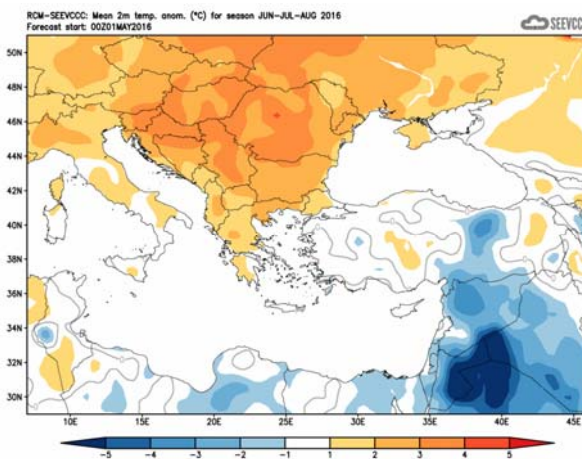 RCM-SEEVCCC: Mean 2m temp. anom. (°C) for season JUN-JUL-AUG 2016
Forecast start: 00Z01MAY2016
SEEVCC
50N
48N
46N
44N
42N
40N
38N
36N
34N
32N
30N
10E 15E 20E 25E 30E 35E 40E 45E
-5 -4 -3 -2 -1 1 2 3 4 5